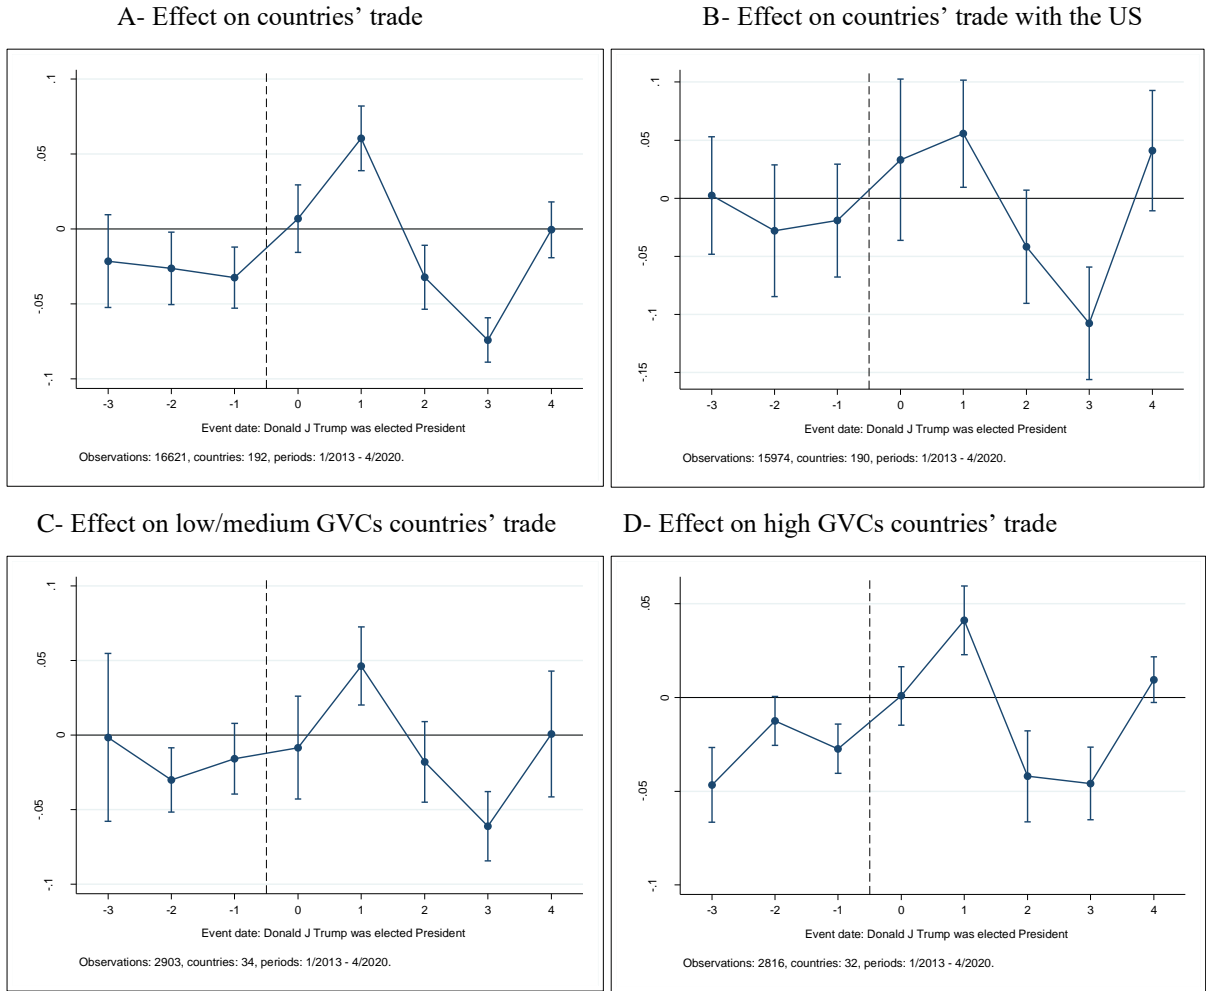 A- Effect on countries' trade
B- Effect on countries' trade with the US
.1
.05
0
-.05
-.1
-3 -2 -1 0 1 2 3 4
Event date: Donald J Trump was elected President
Observations: 16621, countries: 192, periods: 1/2013 - 4/2020.
.1
.05
0
-.05
-.1
-.15
-3 -2 -1 0 1 2 3 4
Event date: Donald J Trump was elected President
Observations: 15974, countries: 190, periods: 1/2013 - 4/2020.
C- Effect on low/medium GVCs countries' trade
D- Effect on high GVCs countries' trade
.1
.05
0
-.05
-.1
-3 -2 -1 0 1 2 3 4
Event date: Donald J Trump was elected President
Observations: 2903, countries: 34, periods: 1/2013 - 4/2020.
.05
0
-.05
-.1
-3 -2 -1 0 1 2 3 4
Event date: Donald J Trump was elected President
Observations: 2816, countries: 32, periods: 1/2013 - 4/2020.